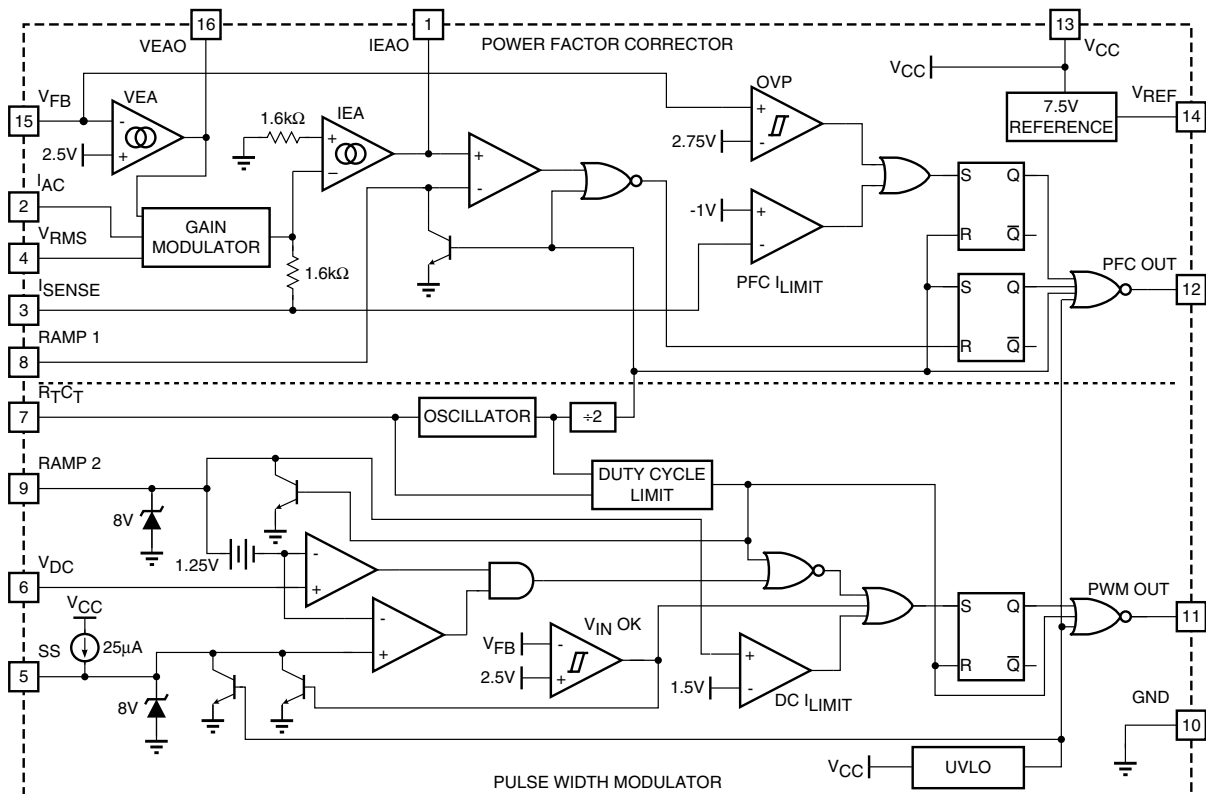 16
1
13
VEAO
IEAO
POWER FACTOR CORRECTOR
VCC
VCC
VFB
VEA
OVP
15
-
+
2.5V
IEA
1.6kΩ
+
−
+
-
2.75V
+
-
7.5V
REFERENCE
VREF
14
IAC
2
VRMS
4
GAIN
MODULATOR
1.6kΩ
-1V
+
-
PFC ILIMIT
S
Q
R
Q̅
ISENSE
3
S
Q
R
Q̅
PFC OUT
12
RAMP 1
8
RTCT
7
OSCILLATOR
÷2
RAMP 2
9
DUTY CYCLE
LIMIT
8V
1.25V
-
+
VDC
6
VCC
25µA
-
+
SS
5
8V
VIN OK
VFB
-
2.5V
+
+
1.5V
-
DC ILIMIT
S
Q
R
Q̅
PWM OUT
11
GND
10
VCC
UVLO
PULSE WIDTH MODULATOR